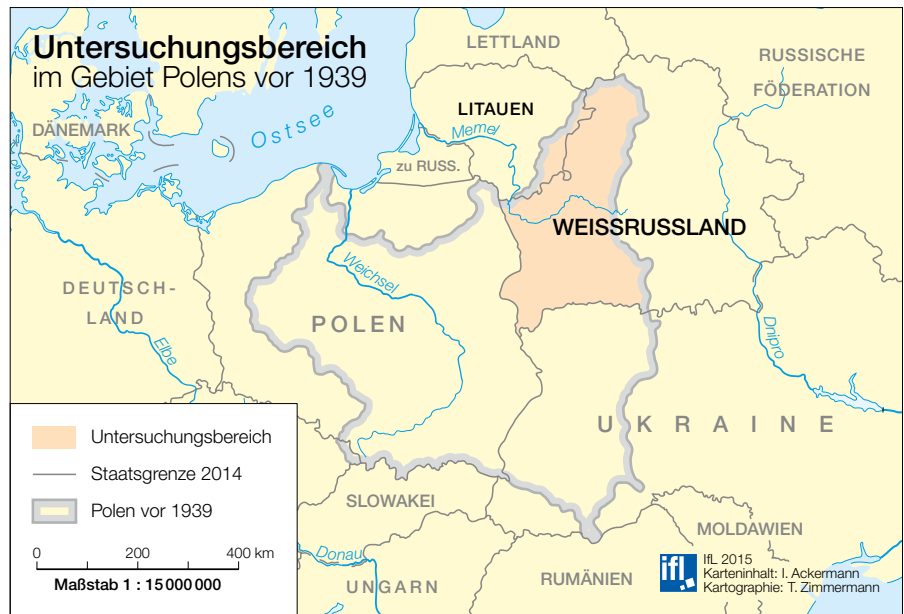 Untersuchungsbereich
im Gebiet Polens vor 1939
LETTLAND
RUSSISCHE
FÖDERATION
DÄNEMARK
Ostsee
LITAUEN
Memel
zu RUSS.
WEISSRUSSLAND
DEUTSCH-
LAND
Elbe
Weichsel
POLEN
Dnipro
UKRAINE
Untersuchungsbereich
Staatsgrenze 2014
Polen vor 1939
0 200 400 km
Maßstab 1 : 15 000 000
SLOWAKEI
Donau
UNGARN
RUMÄNIEN
MOLDAWIEN
ifl
IfL 2015
Karteninhalt: I. Ackermann
Kartographie: T. Zimmermann